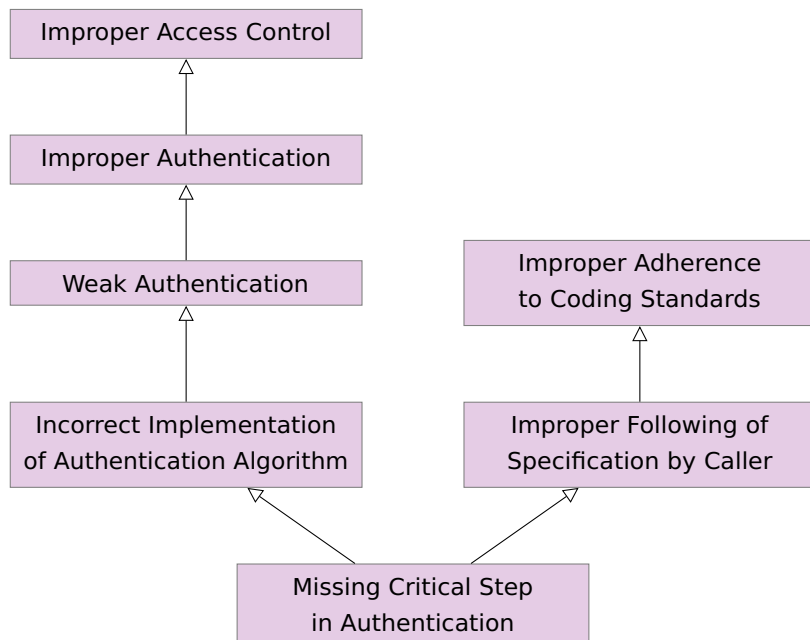 Improper Access Control
Improper Authentication
Weak Authentication
Improper Adherence
to Coding Standards
Incorrect Implementation
of Authentication Algorithm
Improper Following of
Specification by Caller
Missing Critical Step
in Authentication